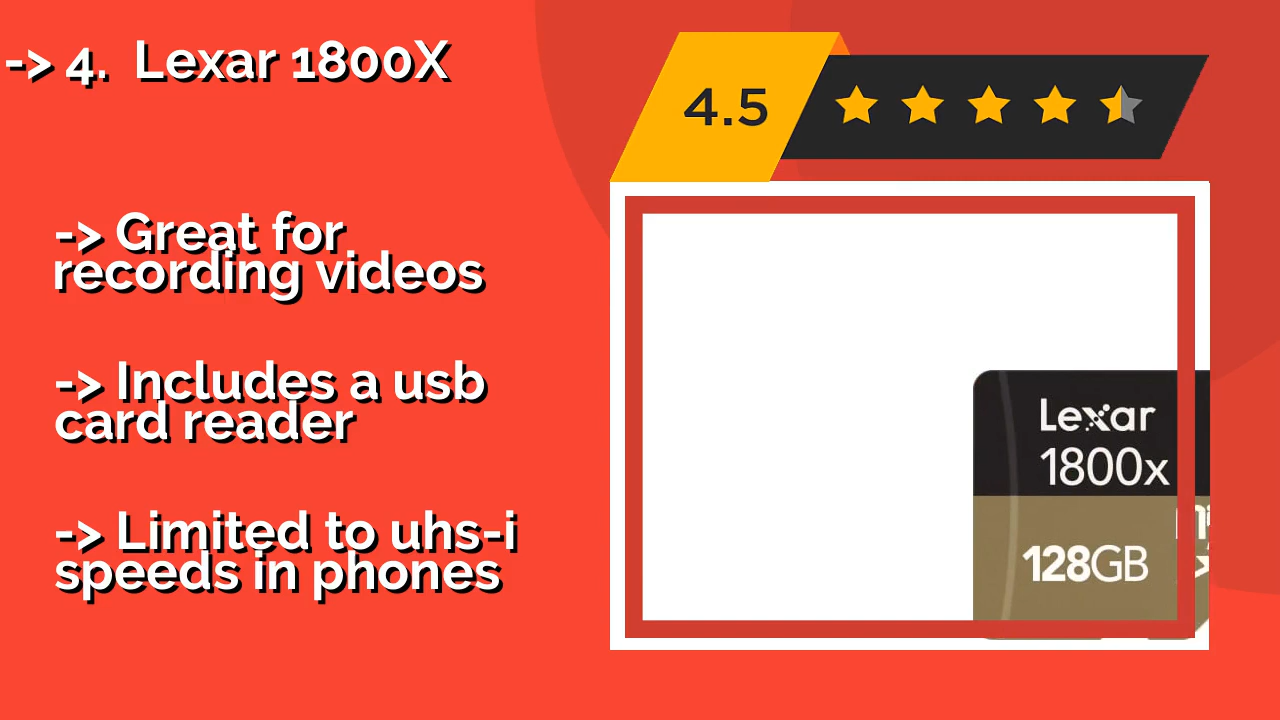 -> 4. Lexar 1800X
4.5
-> Great for
recording videos
-> Includes a usb
card reader
-> Limited to uhs-i
speeds in phones
Lexar
1800x
128GB